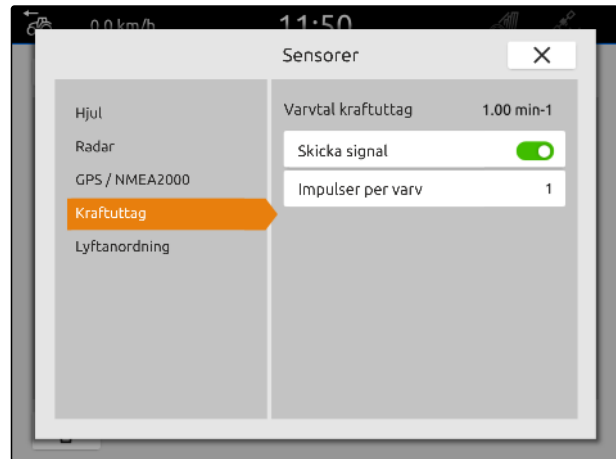 0.0 km/h
11:50
Sensorer
Hjul
Radar
GPS / NMEA2000
Kraftuttag
Lyftanordning
Varvtal kraftuttag 1.00 min-1
Skicka signal
Impulser per varv 1